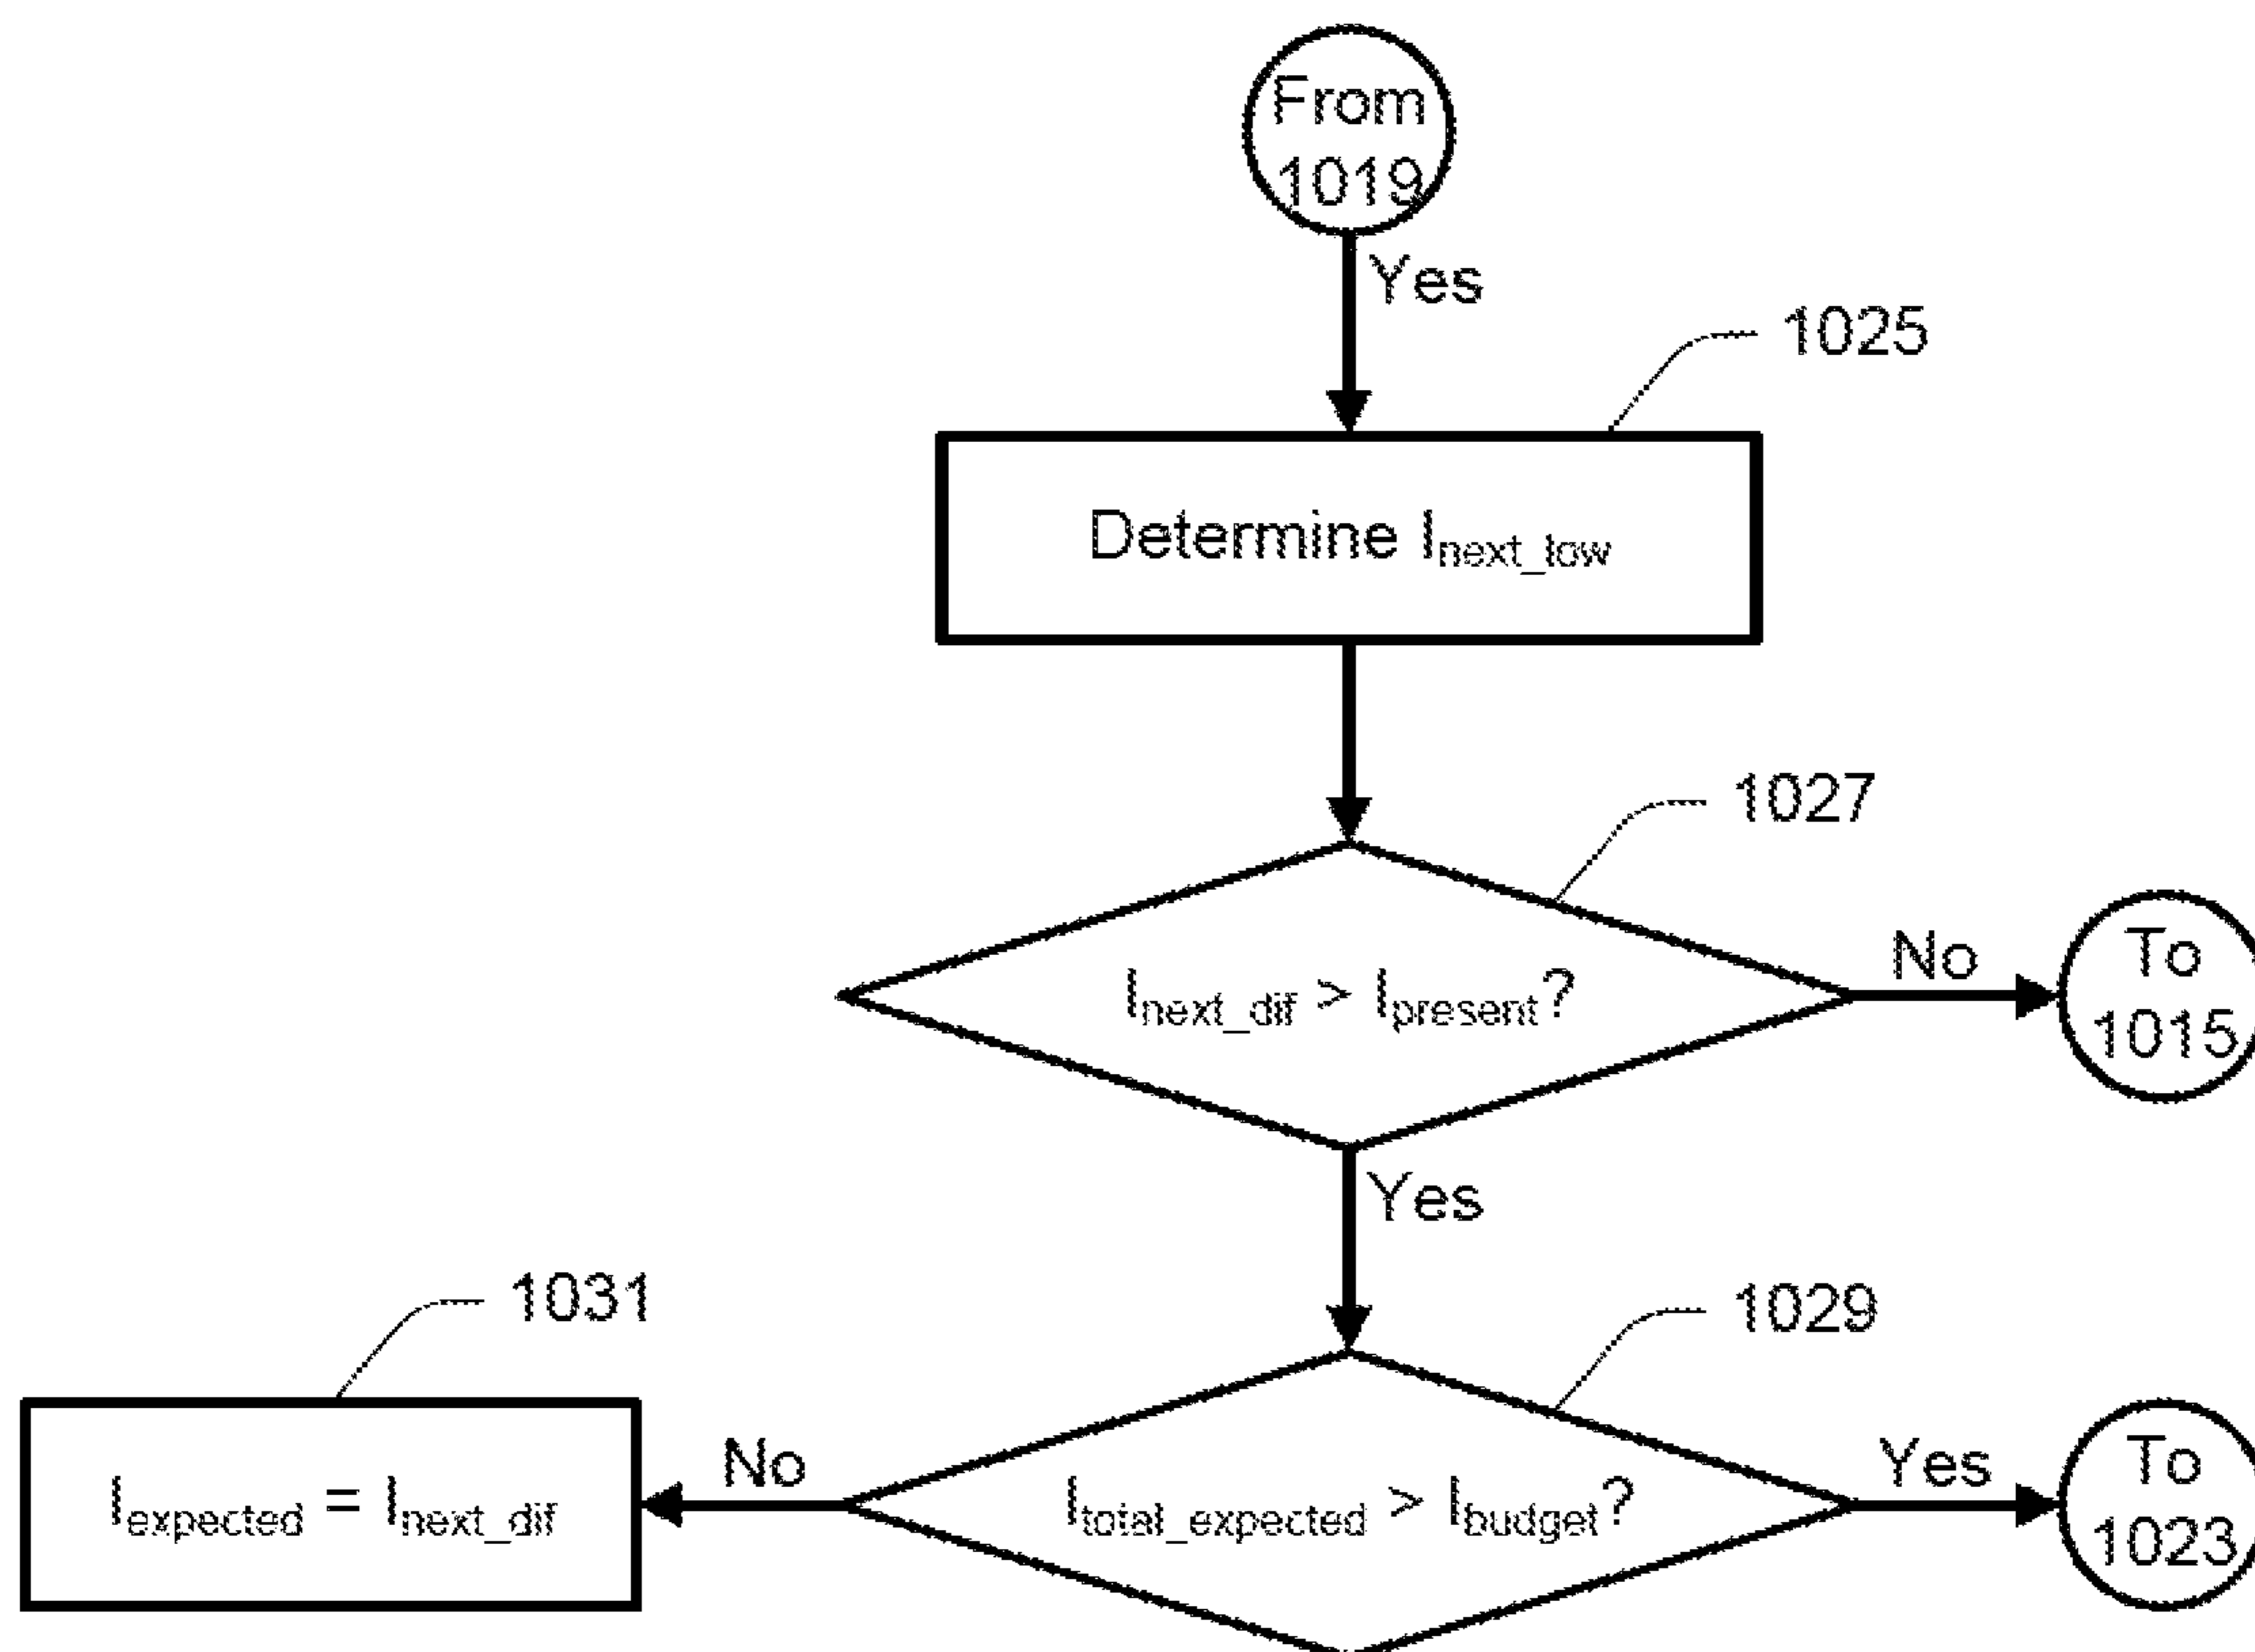 From
1019
Yes
1025
Determine Inext_low
1027
Inext_dif > Ipresent?
No
To
1015
Yes
1031
1029
Iexpected = Inext_dif
No
Itotal_expected > Ibudget?
Yes
To
1023